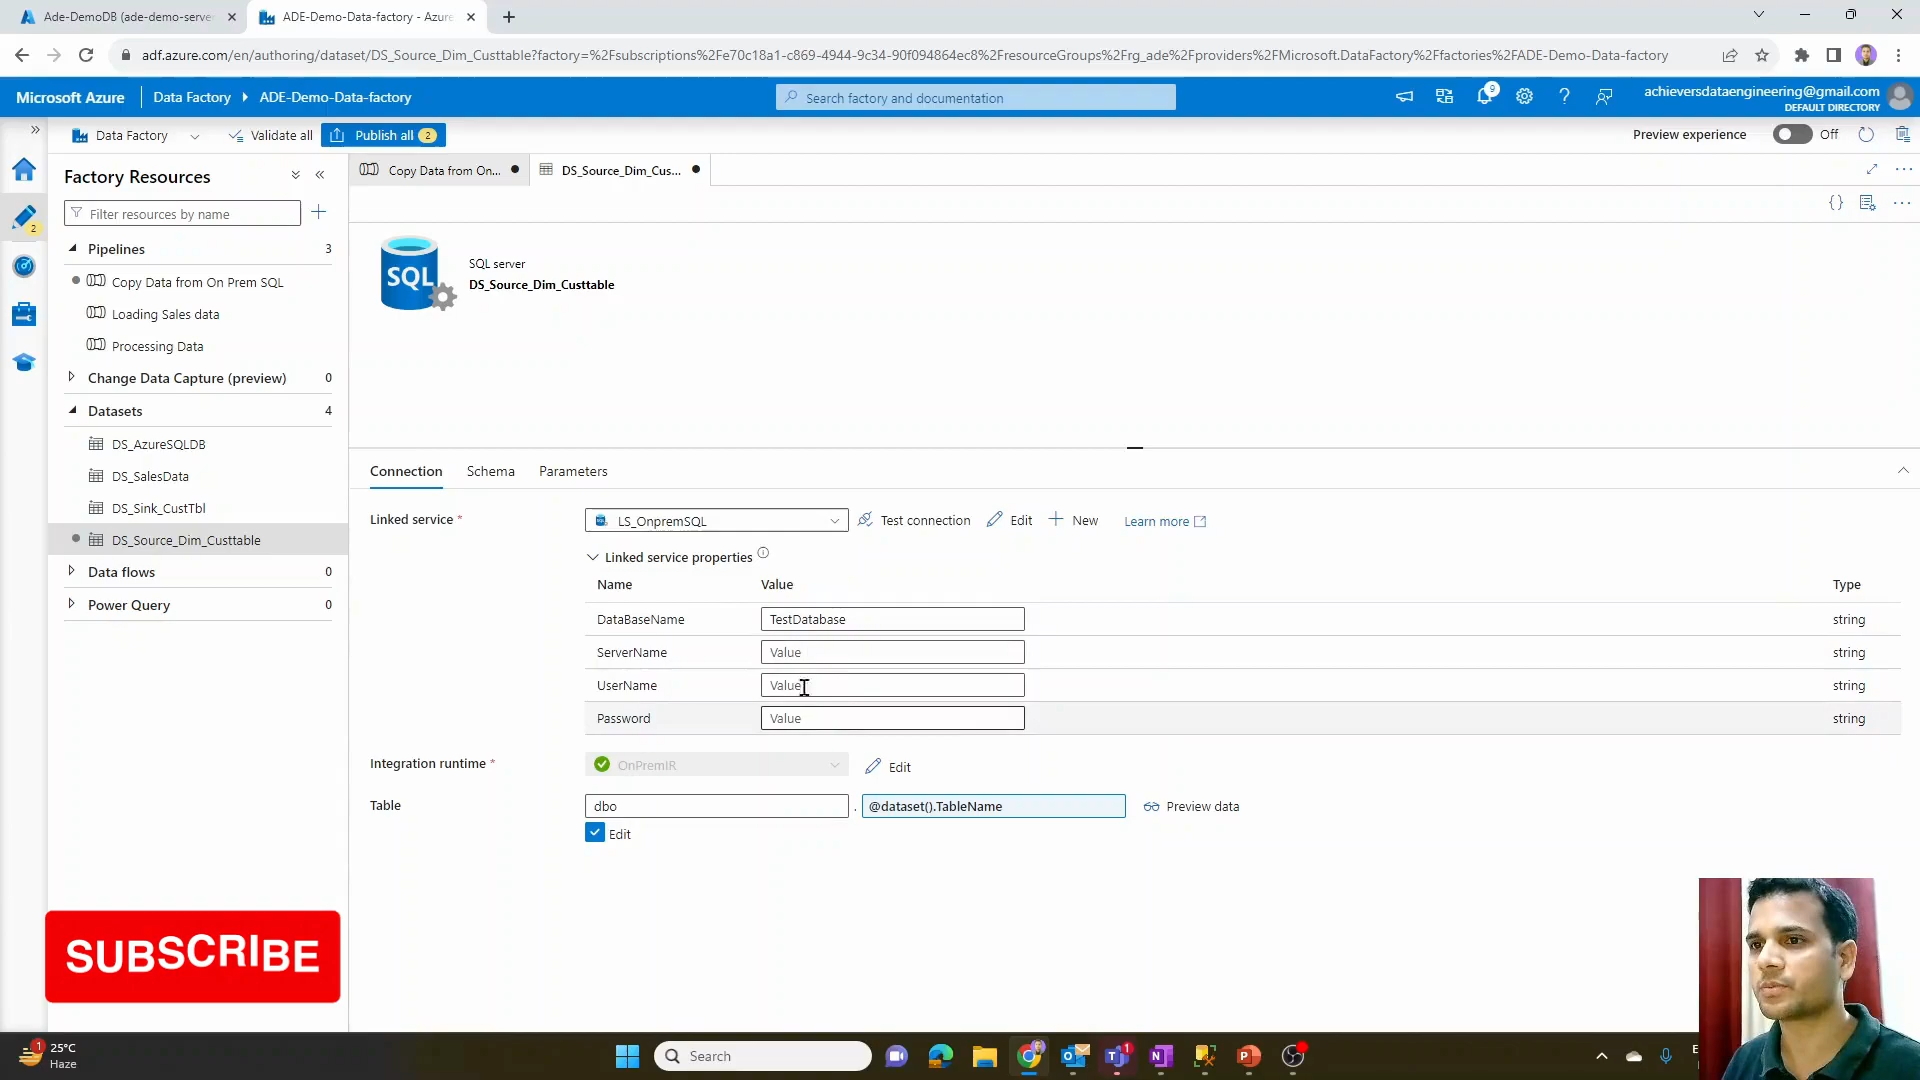 Ade-DemoDB (ade-demo-server
ADE-Demo-Data-factory - Azure
adf.azure.com/en/authoring/dataset/DS_Source_Dim_Custtable?factory=%2Fsubscriptions%2Fe70c18a1-c869-4944-9c34-90f094864ec8%2FresourceGroups%2Frg_ade%2Fproviders%2FMicrosoft.DataFactory%2Ffactories%2FADE-Demo-Data-factory
Microsoft Azure
Data Factory
ADE-Demo-Data-factory
Search factory and documentation
9
achieversdataengineering@gmail.com
DEFAULT DIRECTORY
Data Factory
Validate all
Publish all 2
Preview experience
Off
Factory Resources
Copy Data from On...
DS_Source_Dim_Cus...
Filter resources by name
2
Pipelines 3
Copy Data from On Prem SQL
Loading Sales data
Processing Data
Change Data Capture (preview) 0
Datasets 4
DS_AzureSQLDB
DS_SalesData
DS_Sink_CustTbl
DS_Source_Dim_Custtable
Data flows 0
Power Query 0
SQL
SQL server
DS_Source_Dim_Custtable
Connection Schema Parameters
Linked service *
LS_OnpremSQL
Test connection
Edit
New
Learn more
Linked service properties
Name Value Type
DataBaseName TestDatabase string
ServerName Value string
UserName Value string
Password Value string
Integration runtime *
OnPremIR
Edit
Table
dbo . @dataset().TableName
Preview data
Edit
SUBSCRIBE
1
25°C
Haze
Search
1